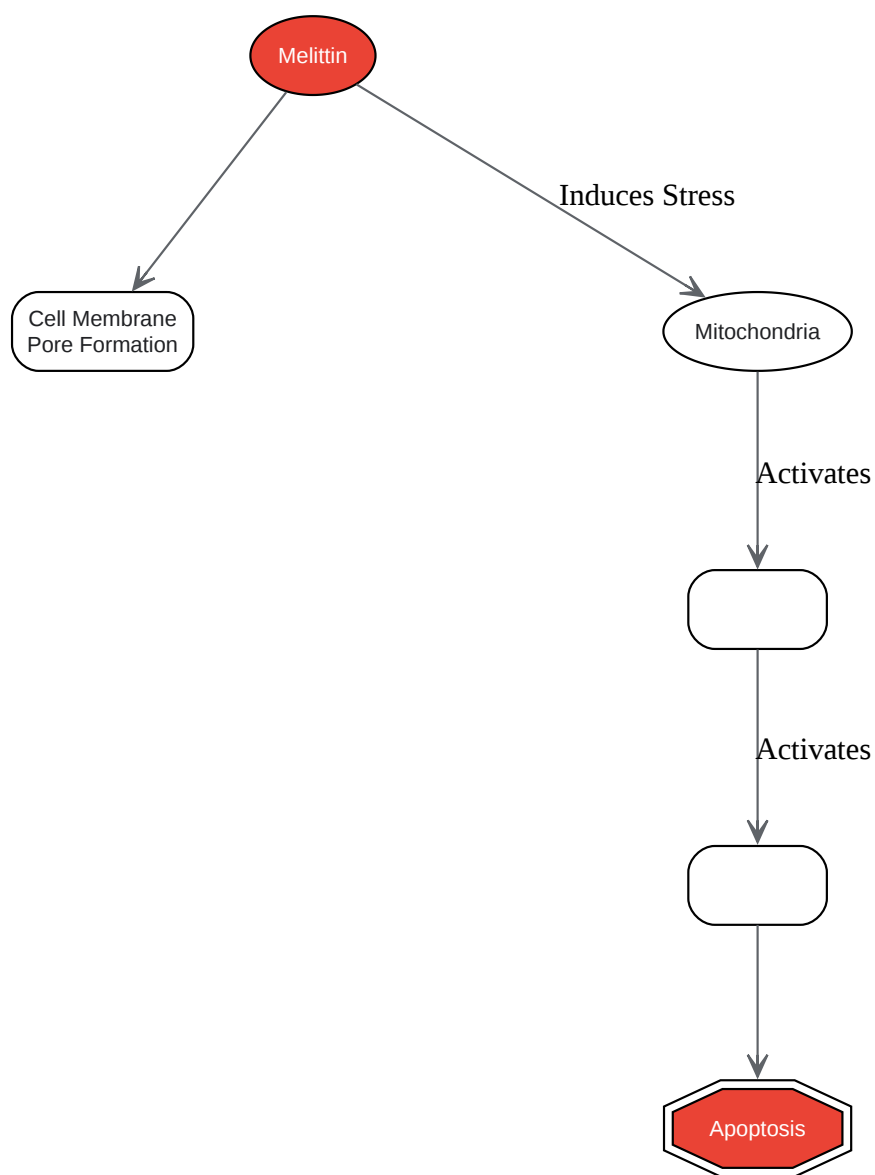 Melittin
Induces Stress
Cell Membrane
Pore Formation
Mitochondria
Activates
Activates
Apoptosis